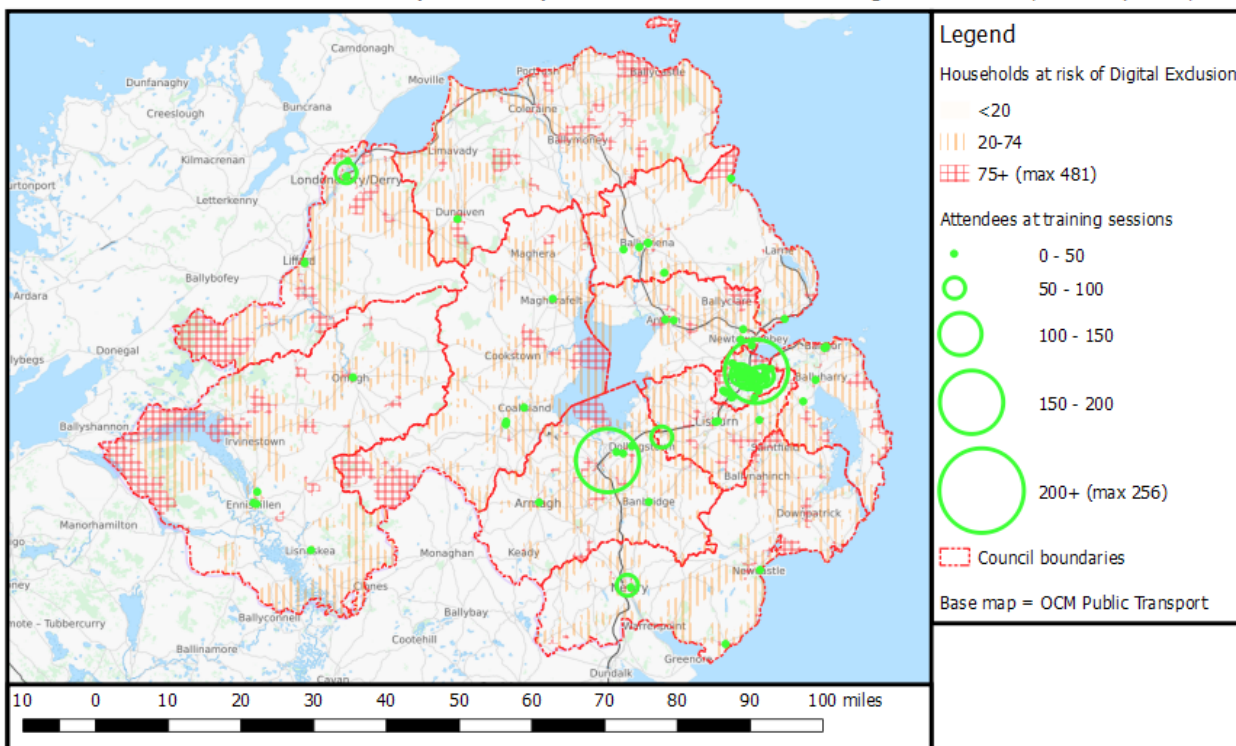 Carndonagh
Moville
Portrush
Ballycastle
Dunfanaghy
Buncrana
Coleraine
Creeslough
Limavady
Ballymoney
Kilmacrenan
Londonderry/Derry
Letterkenny
Dungiven
Ballymena
Larne
Maghera
Lifford
Ballybofey
Ardara
Magherafelt
Ballyclare
Antrim
Donegal
Cookstown
Omagh
Ballyharry
Coalisland
Ballyshannon
Irvinestown
Lisburn
Dollingstown
Saintfield
Ballynahinch
Enniskillen
Armagh
Banbridge
Downpatrick
Manorhamilton
Lisnaskea
Monaghan
Keady
Newcastle
Clones
Newry
Ballyconnell
Ballybay
Warrenpoint
Cootehill
Ballinamore
Greenore
Cavan
Dundalk
10 0 10 20 30 40 50 60 70 80 90 100 miles
Legend
Households at risk of Digital Exclusion
<20
20-74
75+ (max 481)
Attendees at training sessions
0 - 50
50 - 100
100 - 150
150 - 200
200+ (max 256)
Council boundaries
Base map = OCM Public Transport